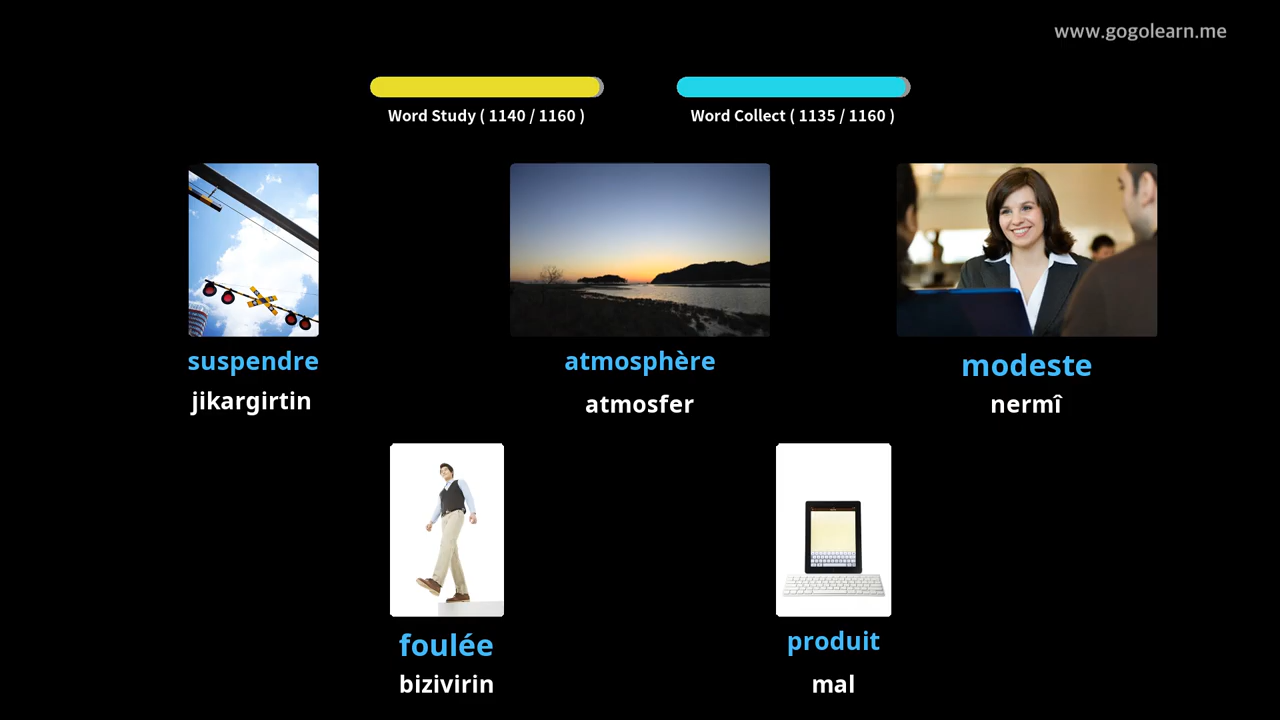 www.gogolearn.me
Word Study ( 1140 / 1160 )
Word Collect ( 1135 / 1160 )
suspendre
jikargirtin
atmosphère
atmosfer
modeste
nermî
foulée
bizivirin
produit
mal